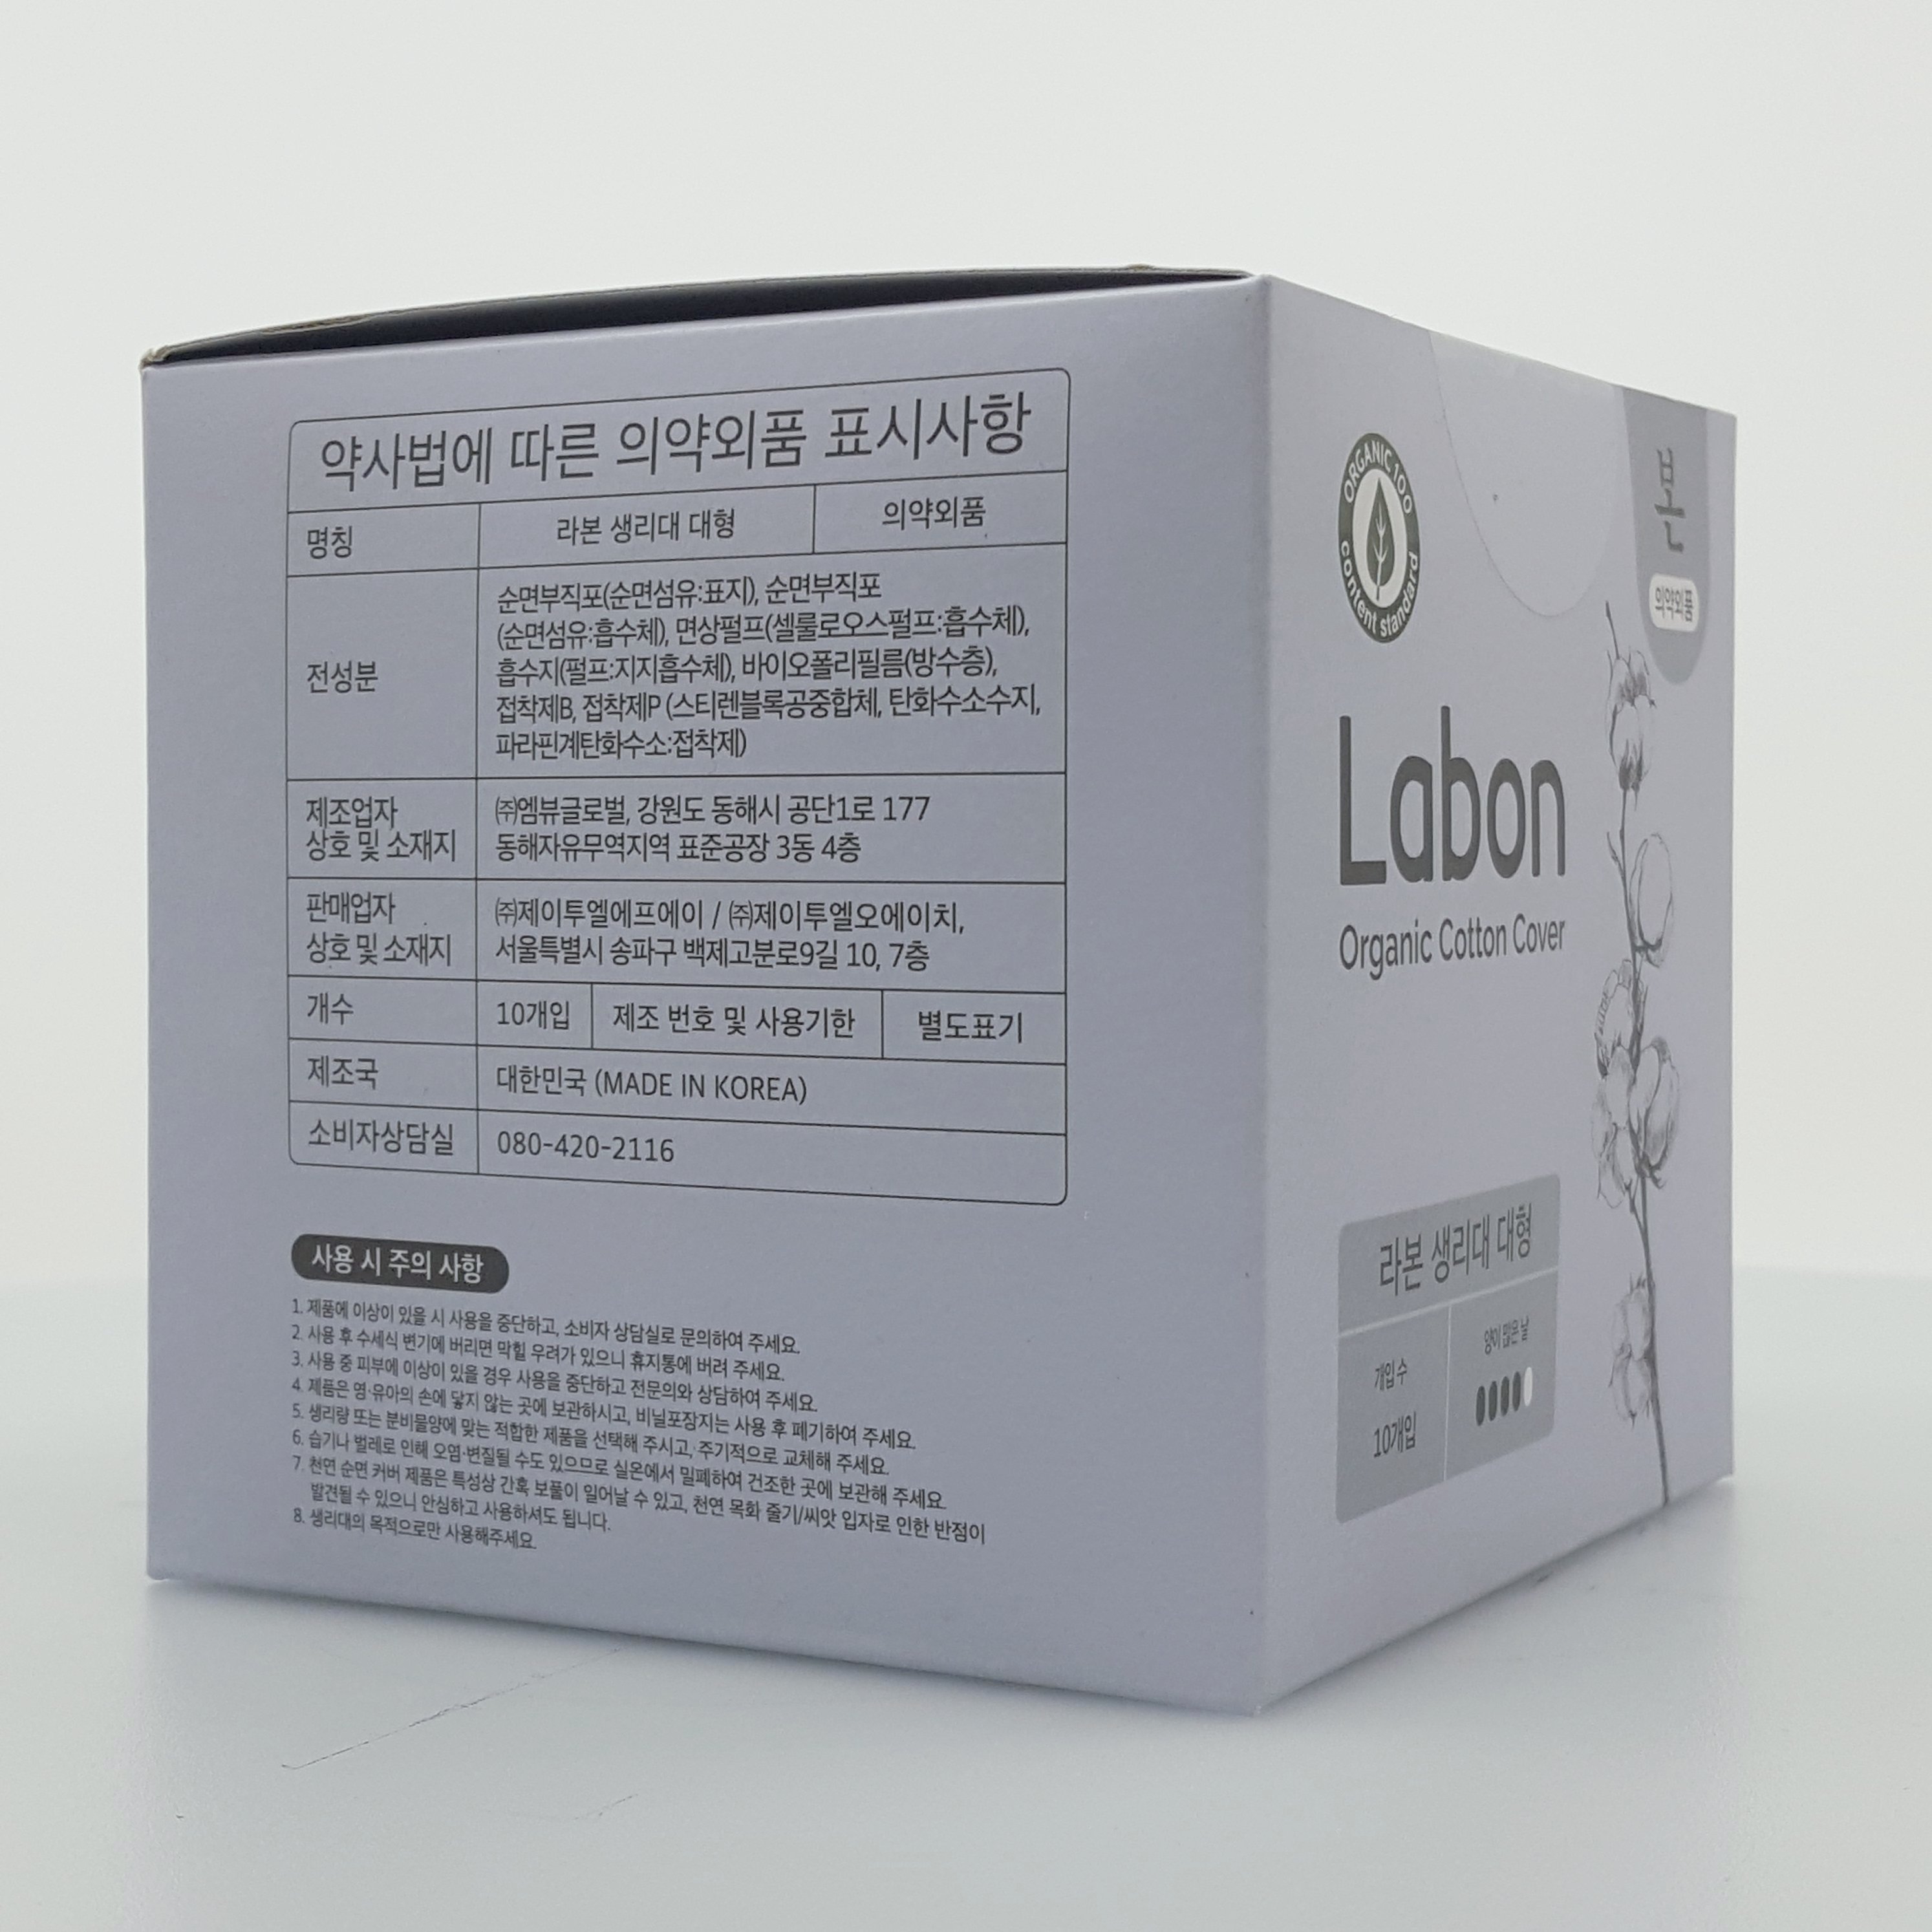 약사법에 따른 의약외품 표시사항
명칭
라본 생리대 대형
의약외품
전성분
순면부직포(순면섬유:표지), 순면부직포
(순면섬유:흡수체), 면상펄프(셀룰로오스펄프:흡수체),
흡수지(펄프:지지흡수체), 바이오폴리필름(방수층),
접착제B, 접착제P (스티렌블록공중합체, 탄화수소수지,
파라핀계탄화수소:접착제)
제조업자
상호 및 소재지
㈜엠뷰글로벌, 강원도 동해시 공단1로 177
동해자유무역지역 표준공장 3동 4층
판매업자
상호 및 소재지
㈜제이투엘에프에이 / ㈜제이투엘오에이치,
서울특별시 송파구 백제고분로9길 10, 7층
개수
10개입
제조 번호 및 사용기한
별도표기
제조국
대한민국 (MADE IN KOREA)
소비자상담실
080-420-2116
사용 시 주의 사항
1. 제품에 이상이 있을 시 사용을 중단하고, 소비자 상담실로 문의하여 주세요.
2. 사용 후 수세식 변기에 버리면 막힐 우려가 있으니 휴지통에 버려 주세요.
3. 사용 중 피부에 이상이 있을 경우 사용을 중단하고 전문의와 상담하여 주세요.
4. 제품은 영·유아의 손에 닿지 않는 곳에 보관하시고, 비닐포장지는 사용 후 폐기하여 주세요.
5. 생리량 또는 분비물양에 맞는 적합한 제품을 선택해 주시고, 주기적으로 교체해 주세요.
6. 습기나 벌레로 인해 오염·변질될 수도 있으므로 실온에서 밀폐하여 건조한 곳에 보관해 주세요.
7. 천연 순면 커버 제품은 특성상 간혹 보풀이 일어날 수 있고, 천연 목화 줄기/씨앗 입자로 인한 반점이
발견될 수 있으니 안심하고 사용하셔도 됩니다.
8. 생리대의 목적으로만 사용해주세요.
ORGANIC 100
content standard
본
의약외품
Labon
Organic Cotton Cover
라본 생리대 대형
개입 수
10개입
양이 많은 날